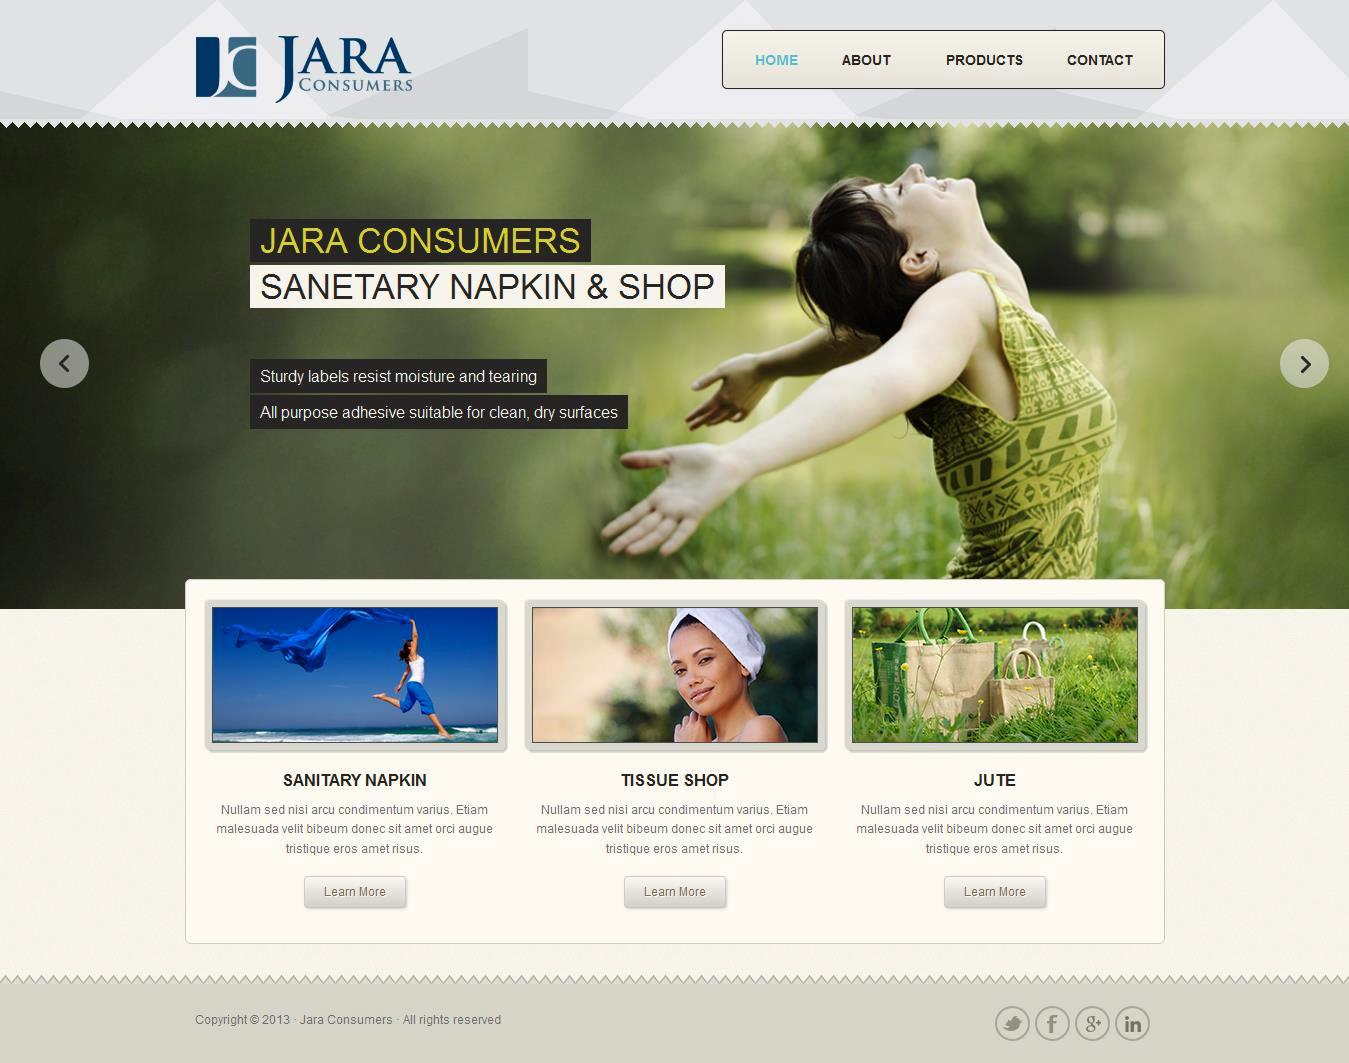 JARA
CONSUMERS
HOME ABOUT PRODUCTS CONTACT
JARA CONSUMERS
SANETARY NAPKIN & SHOP
Sturdy labels resist moisture and tearing
All purpose adhesive suitable for clean, dry surfaces
SANITARY NAPKIN
Nullam sed nisi arcu condimentum varius. Etiam
malesuada velit bibeum donec sit amet orci augue
tristique eros amet risus.
Learn More
TISSUE SHOP
Nullam sed nisi arcu condimentum varius. Etiam
malesuada velit bibeum donec sit amet orci augue
tristique eros amet risus.
Learn More
JUTE
Nullam sed nisi arcu condimentum varius. Etiam
malesuada velit bibeum donec sit amet orci augue
tristique eros amet risus.
Learn More
Copyright © 2013 · Jara Consumers · All rights reserved